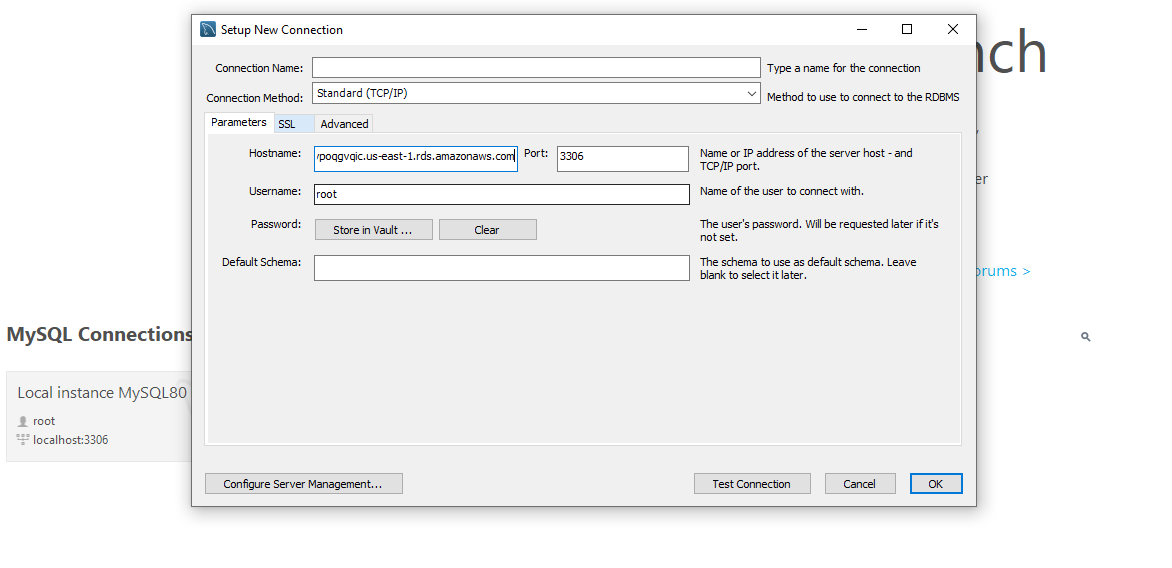 Setup New Connection
nch
Connection Name: Type a name for the connection
Connection Method: Standard (TCP/IP) Method to use to connect to the RDBMS
Parameters SSL Advanced
Hostname: poqgvqic.us-east-1.rds.amazonaws.com Port: 3306 Name or IP address of the server host - and
TCP/IP port.
er
Username: root Name of the user to connect with.
Password: Store in Vault ... Clear The user's password. Will be requested later if it's
not set.
Default Schema: The schema to use as default schema. Leave
blank to select it later.
orums >
MySQL Connections
Local instance MySQL80
root
localhost:3306
Configure Server Management... Test Connection Cancel OK